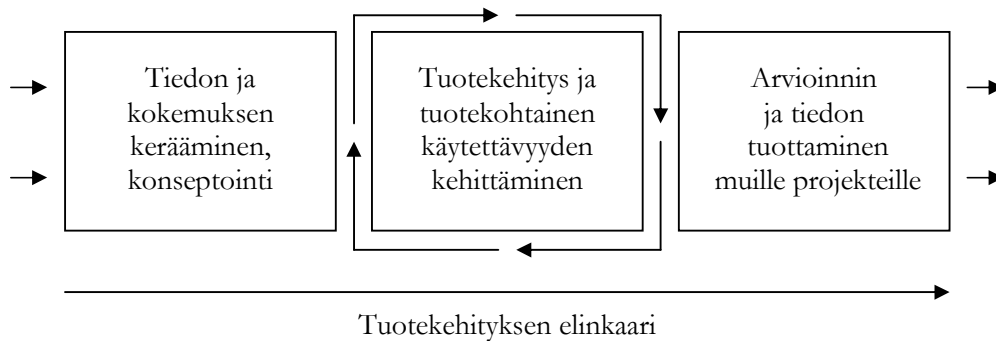 Tiedon ja
kokemuksen
kerääminen,
konseptointi
Tuotekehitys ja
tuotekohtainen
käytettävyyden
kehittäminen
Arvioinnin
ja tiedon
tuottaminen
muille projekteille
Tuotekehityksen elinkaari